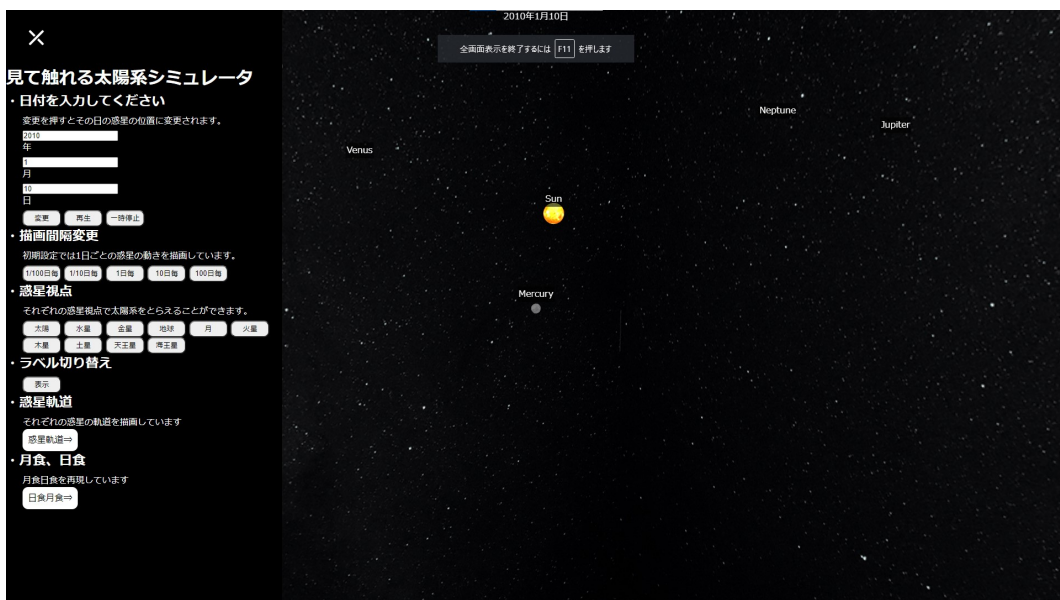 2010年1月10日
全画面表示を終了するには F11 を押します
見て触れる太陽系シミュレータ
・日付を入力してください
変更を押すとその日の惑星の位置に変更されます。
2010
年
1
月
10
日
変更 再生 一時停止
・描画間隔変更
初期設定では1日ごとの惑星の動きを描画しています。
1/100日毎 1/10日毎 1日毎 10日毎 100日毎
・惑星視点
それぞれの惑星視点で太陽系をとらえることができます。
太陽 水星 金星 地球 月 火星
木星 土星 天王星 海王星
・ラベル切り替え
表示
・惑星軌道
それぞれの惑星の軌道を描画しています
惑星軌道⇒
・月食、日食
月食日食を再現しています
日食月食⇒
Neptune
Jupiter
Venus
Sun
Mercury